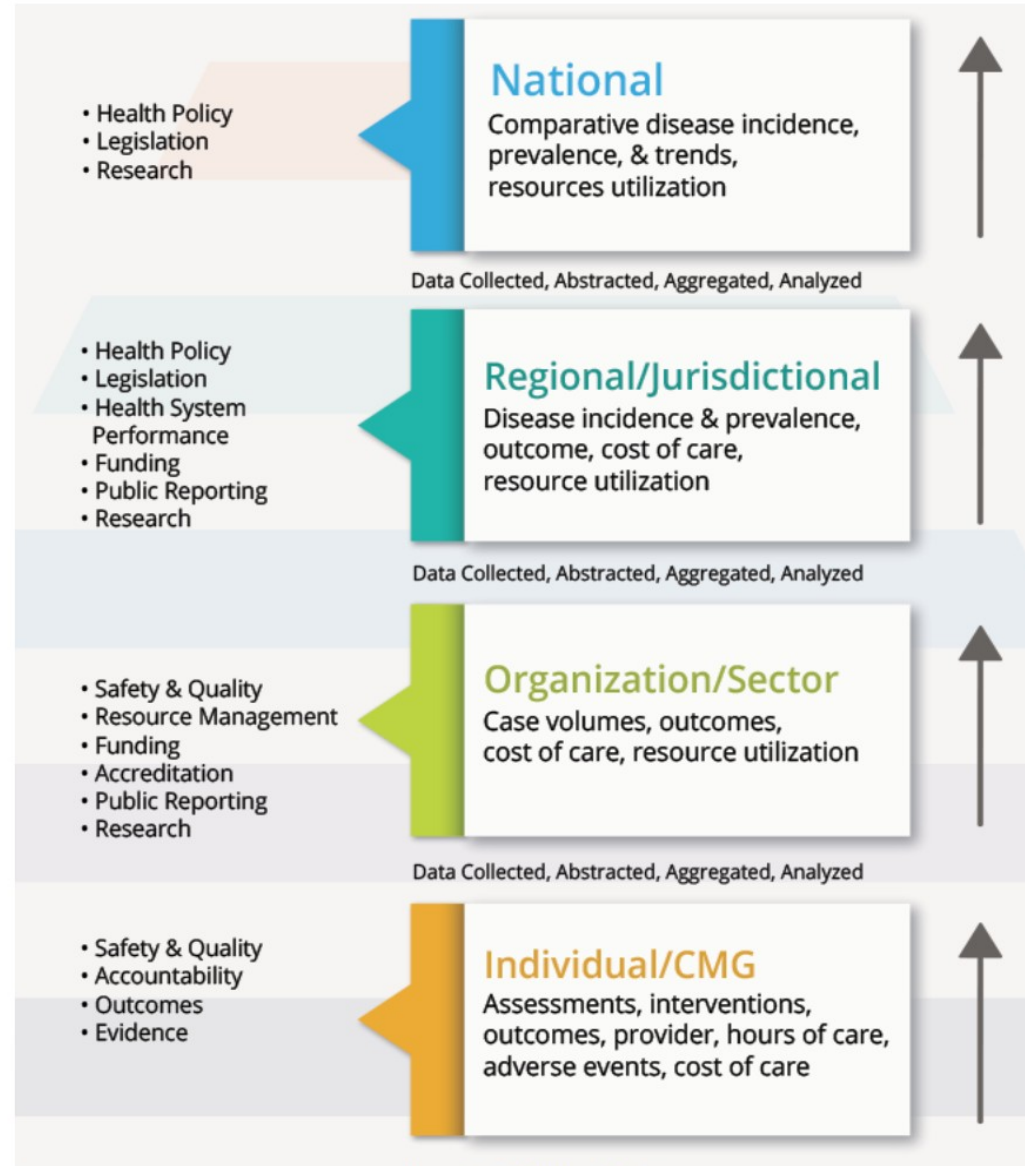 • Health Policy
• Legislation
• Research
National
Comparative disease incidence,
prevalence, & trends,
resources utilization
Data Collected, Abstracted, Aggregated, Analyzed
• Health Policy
• Legislation
• Health System
Performance
• Funding
• Public Reporting
• Research
Regional/Jurisdictional
Disease incidence & prevalence,
outcome, cost of care,
resource utilization
Data Collected, Abstracted, Aggregated, Analyzed
• Safety & Quality
• Resource Management
• Funding
• Accreditation
• Public Reporting
• Research
Organization/Sector
Case volumes, outcomes,
cost of care, resource utilization
Data Collected, Abstracted, Aggregated, Analyzed
• Safety & Quality
• Accountability
• Outcomes
• Evidence
Individual/CMG
Assessments, interventions,
outcomes, provider, hours of care,
adverse events, cost of care